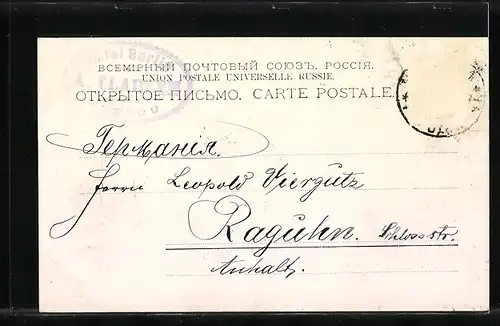 ВСЕМІРНЫЙ ПОЧТОВЫЙ СОЮЗЪ. РОССІЯ.
UNION POSTALE UNIVERSELLE RUSSIE.
ОТКРЫТОЕ ПИСЬМО. CARTE POSTALE.
Германія.
Herrn Leopold Viergutz
Raguhn. Schlossstr.
Anhalt.